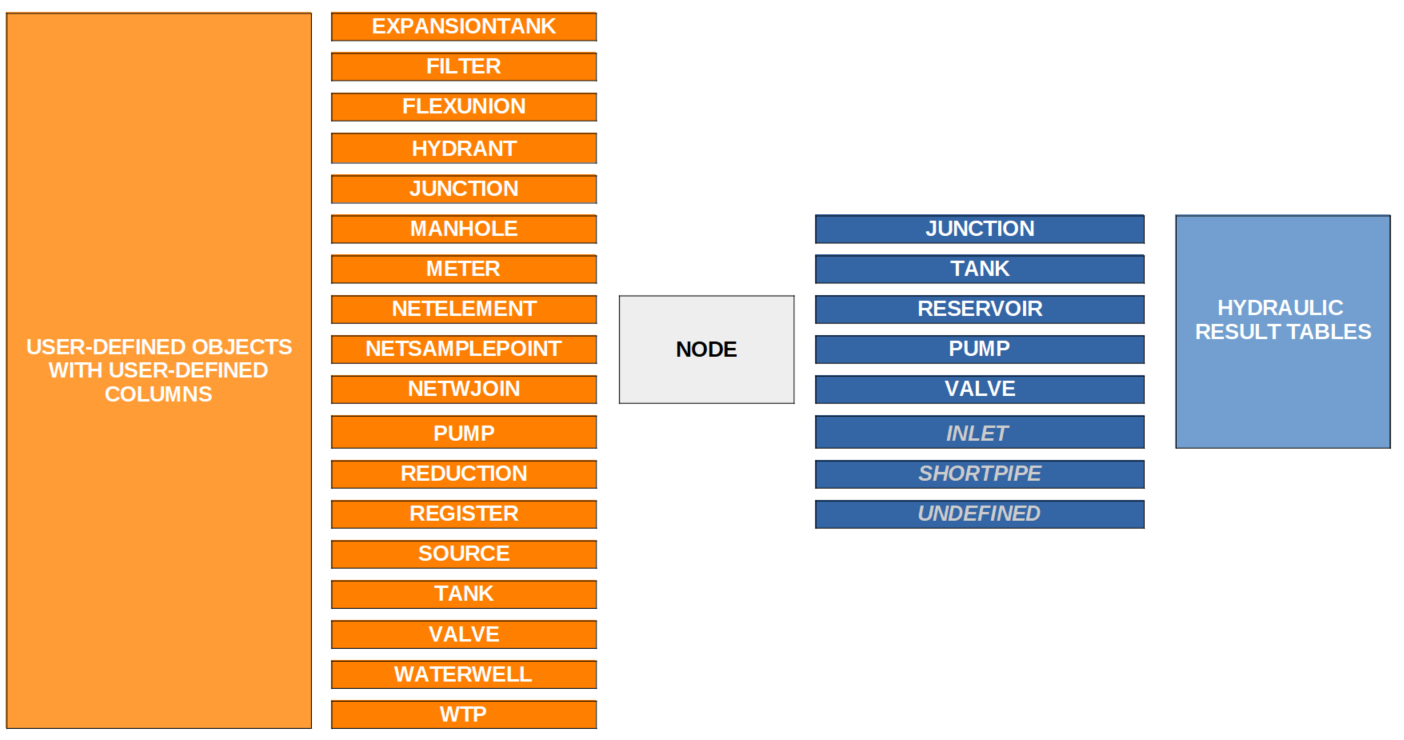 USER-DEFINED OBJECTS
WITH USER-DEFINED
COLUMNS
EXPANSIONTANK
FILTER
FLEXUNION
HYDRANT
JUNCTION
MANHOLE
METER
NETELEMENT
NETSAMPLEPOINT
NETWJOIN
PUMP
REDUCTION
REGISTER
SOURCE
TANK
VALVE
WATERWELL
WTP
NODE
JUNCTION
TANK
RESERVOIR
PUMP
VALVE
INLET
SHORTPIPE
UNDEFINED
HYDRAULIC
RESULT TABLES